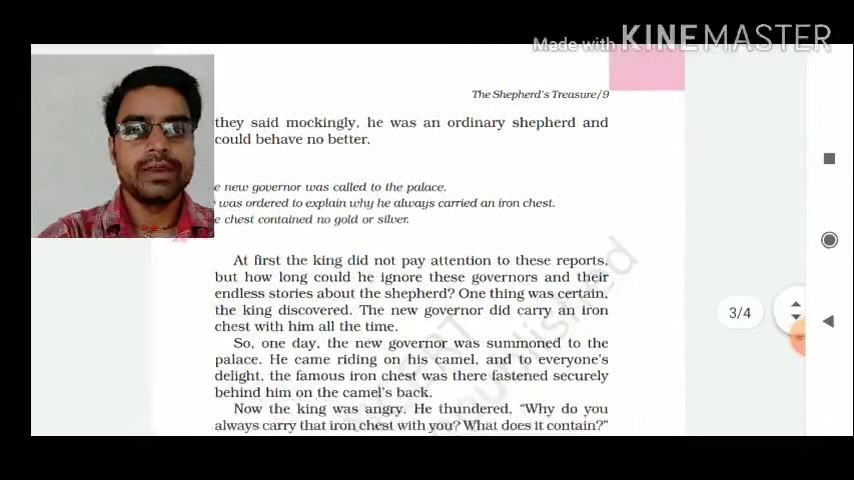 Made with KINEMASTER
The Shepherd's Treasure/9
they said mockingly, he was an ordinary shepherd and
could behave no better.
new governor was called to the palace.
was ordered to explain why he always carried an iron chest.
chest contained no gold or silver.
At first the king did not pay attention to these reports,
but how long could he ignore these governors and their
endless stories about the shepherd? One thing was certain,
the king discovered. The new governor did carry an iron
chest with him all the time.
So, one day, the new governor was summoned to the
palace. He came riding on his camel, and to everyone's
delight, the famous iron chest was there fastened securely
behind him on the camel's back.
Now the king was angry. He thundered, “Why do you
always carry that iron chest with you? What does it contain?”
3/4